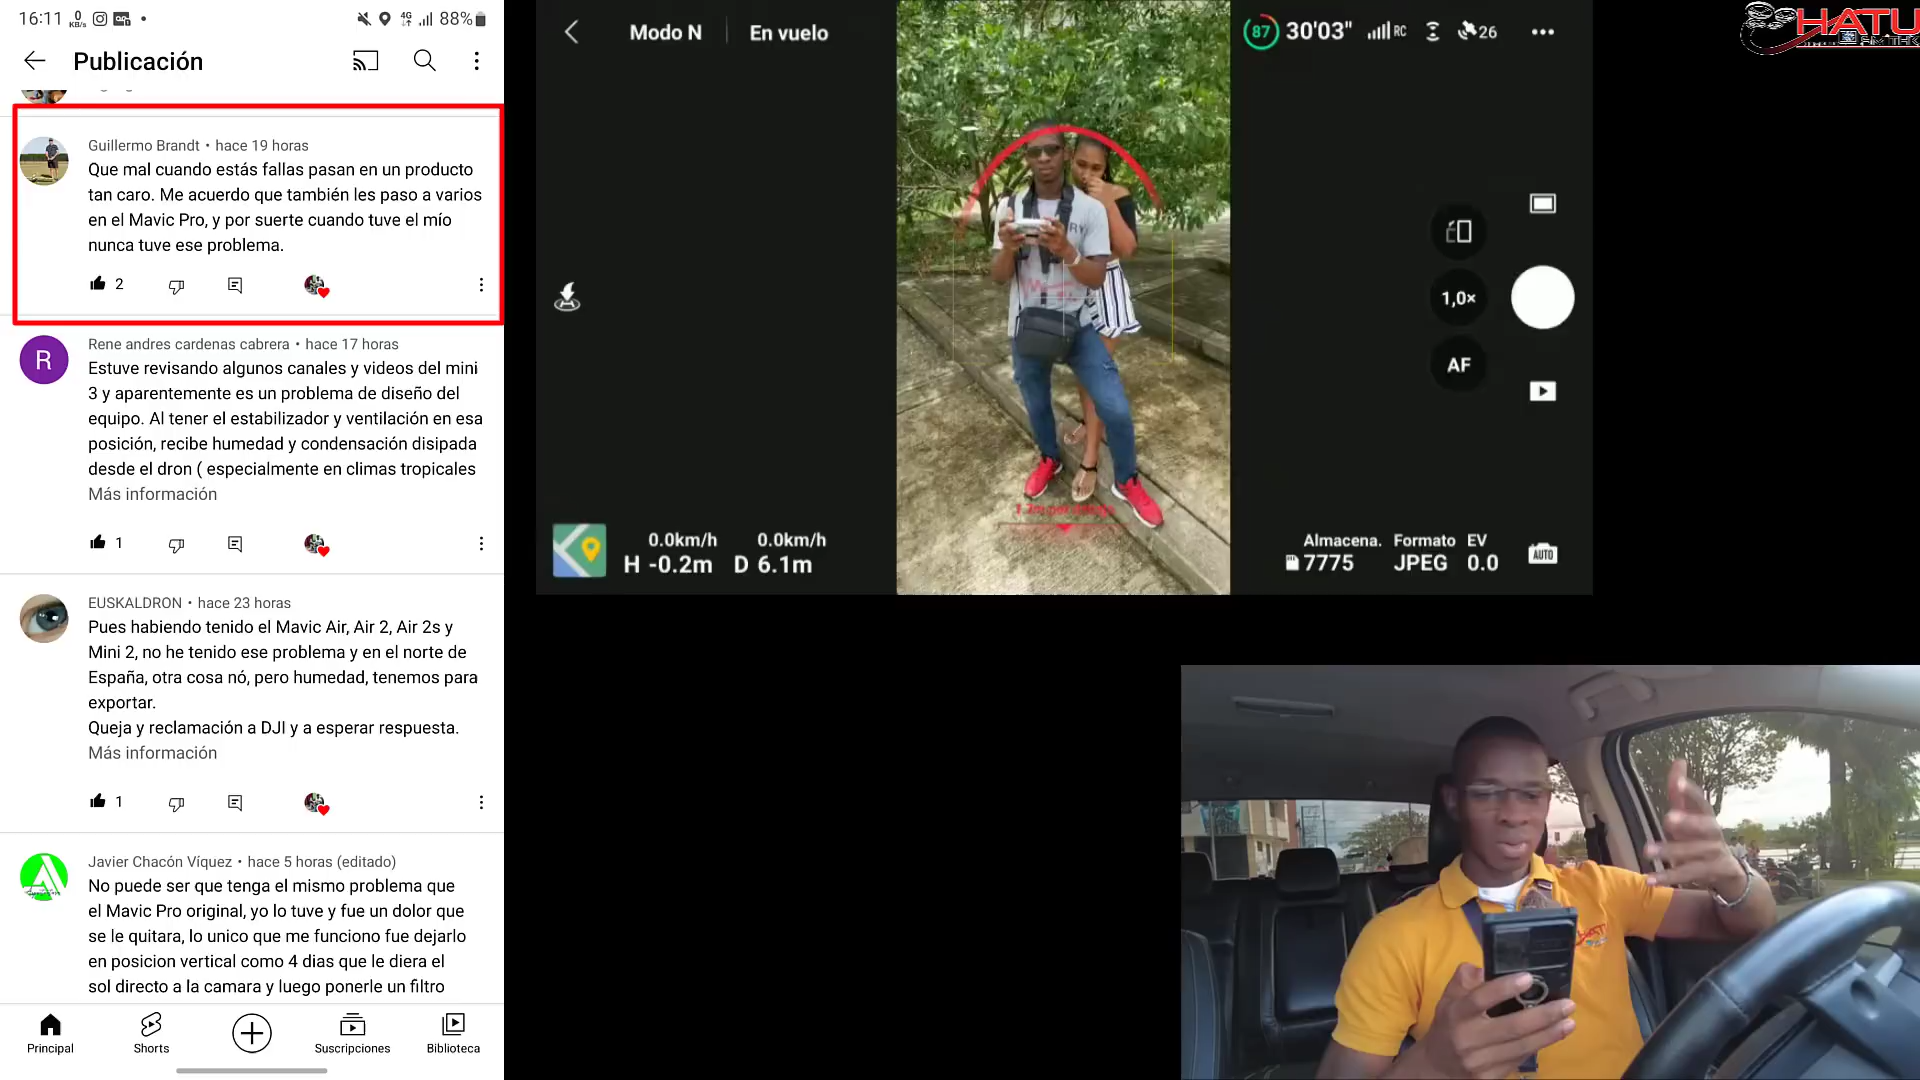 16:11 0 KB/s 4G 88%
Publicación
Guillermo Brandt • hace 19 horas
Que mal cuando estás fallas pasan en un producto
tan caro. Me acuerdo que también les paso a varios
en el Mavic Pro, y por suerte cuando tuve el mío
nunca tuve ese problema.
2
R
Rene andres cardenas cabrera • hace 17 horas
Estuve revisando algunos canales y videos del mini
3 y aparentemente es un problema de diseño del
equipo. Al tener el estabilizador y ventilación en esa
posición, recibe humedad y condensación disipada
desde el dron ( especialmente en climas tropicales
Más información
1
EUSKALDRON • hace 23 horas
Pues habiendo tenido el Mavic Air, Air 2, Air 2s y
Mini 2, no he tenido ese problema y en el norte de
España, otra cosa nó, pero humedad, tenemos para
exportar.
Queja y reclamación a DJI y a esperar respuesta.
Más información
1
Javier Chacón Víquez • hace 5 horas (editado)
No puede ser que tenga el mismo problema que
el Mavic Pro original, yo lo tuve y fue un dolor que
se le quitara, lo unico que me funciono fue dejarlo
en posicion vertical como 4 dias que le diera el
sol directo a la camara y luego ponerle un filtro
Principal
Shorts
Suscripciones
Biblioteca
Modo N
En vuelo
87 30'03" RC 26
1,0×
AF
0.0km/h 0.0km/h
H -0.2m D 6.1m
Almacena. Formato EV
7775 JPEG 0.0
AUTO
HATU
HATU